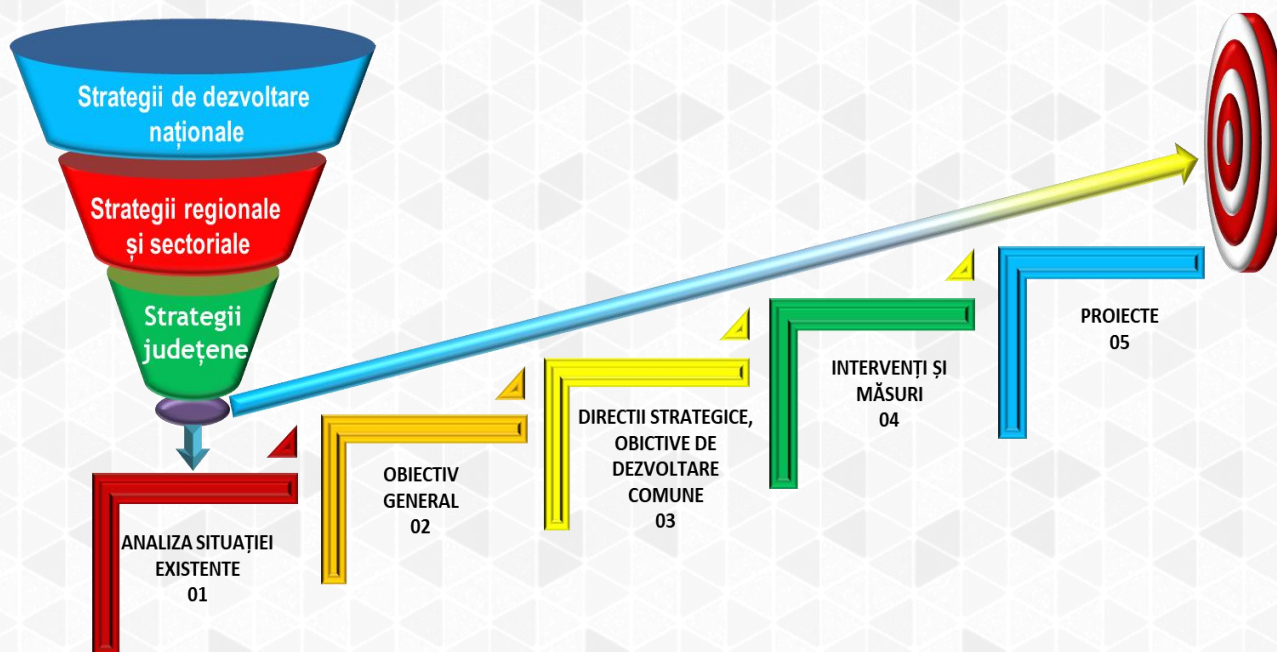 Strategii de dezvoltare
naționale
Strategii regionale
și sectoriale
Strategii
județene
ANALIZA SITUAȚIEI
EXISTENTE
01
OBIECTIV
GENERAL
02
DIRECTII STRATEGICE,
OBICTIVE DE
DEZVOLTARE
COMUNE
03
INTERVENȚI ȘI
MĂSURI
04
PROIECTE
05